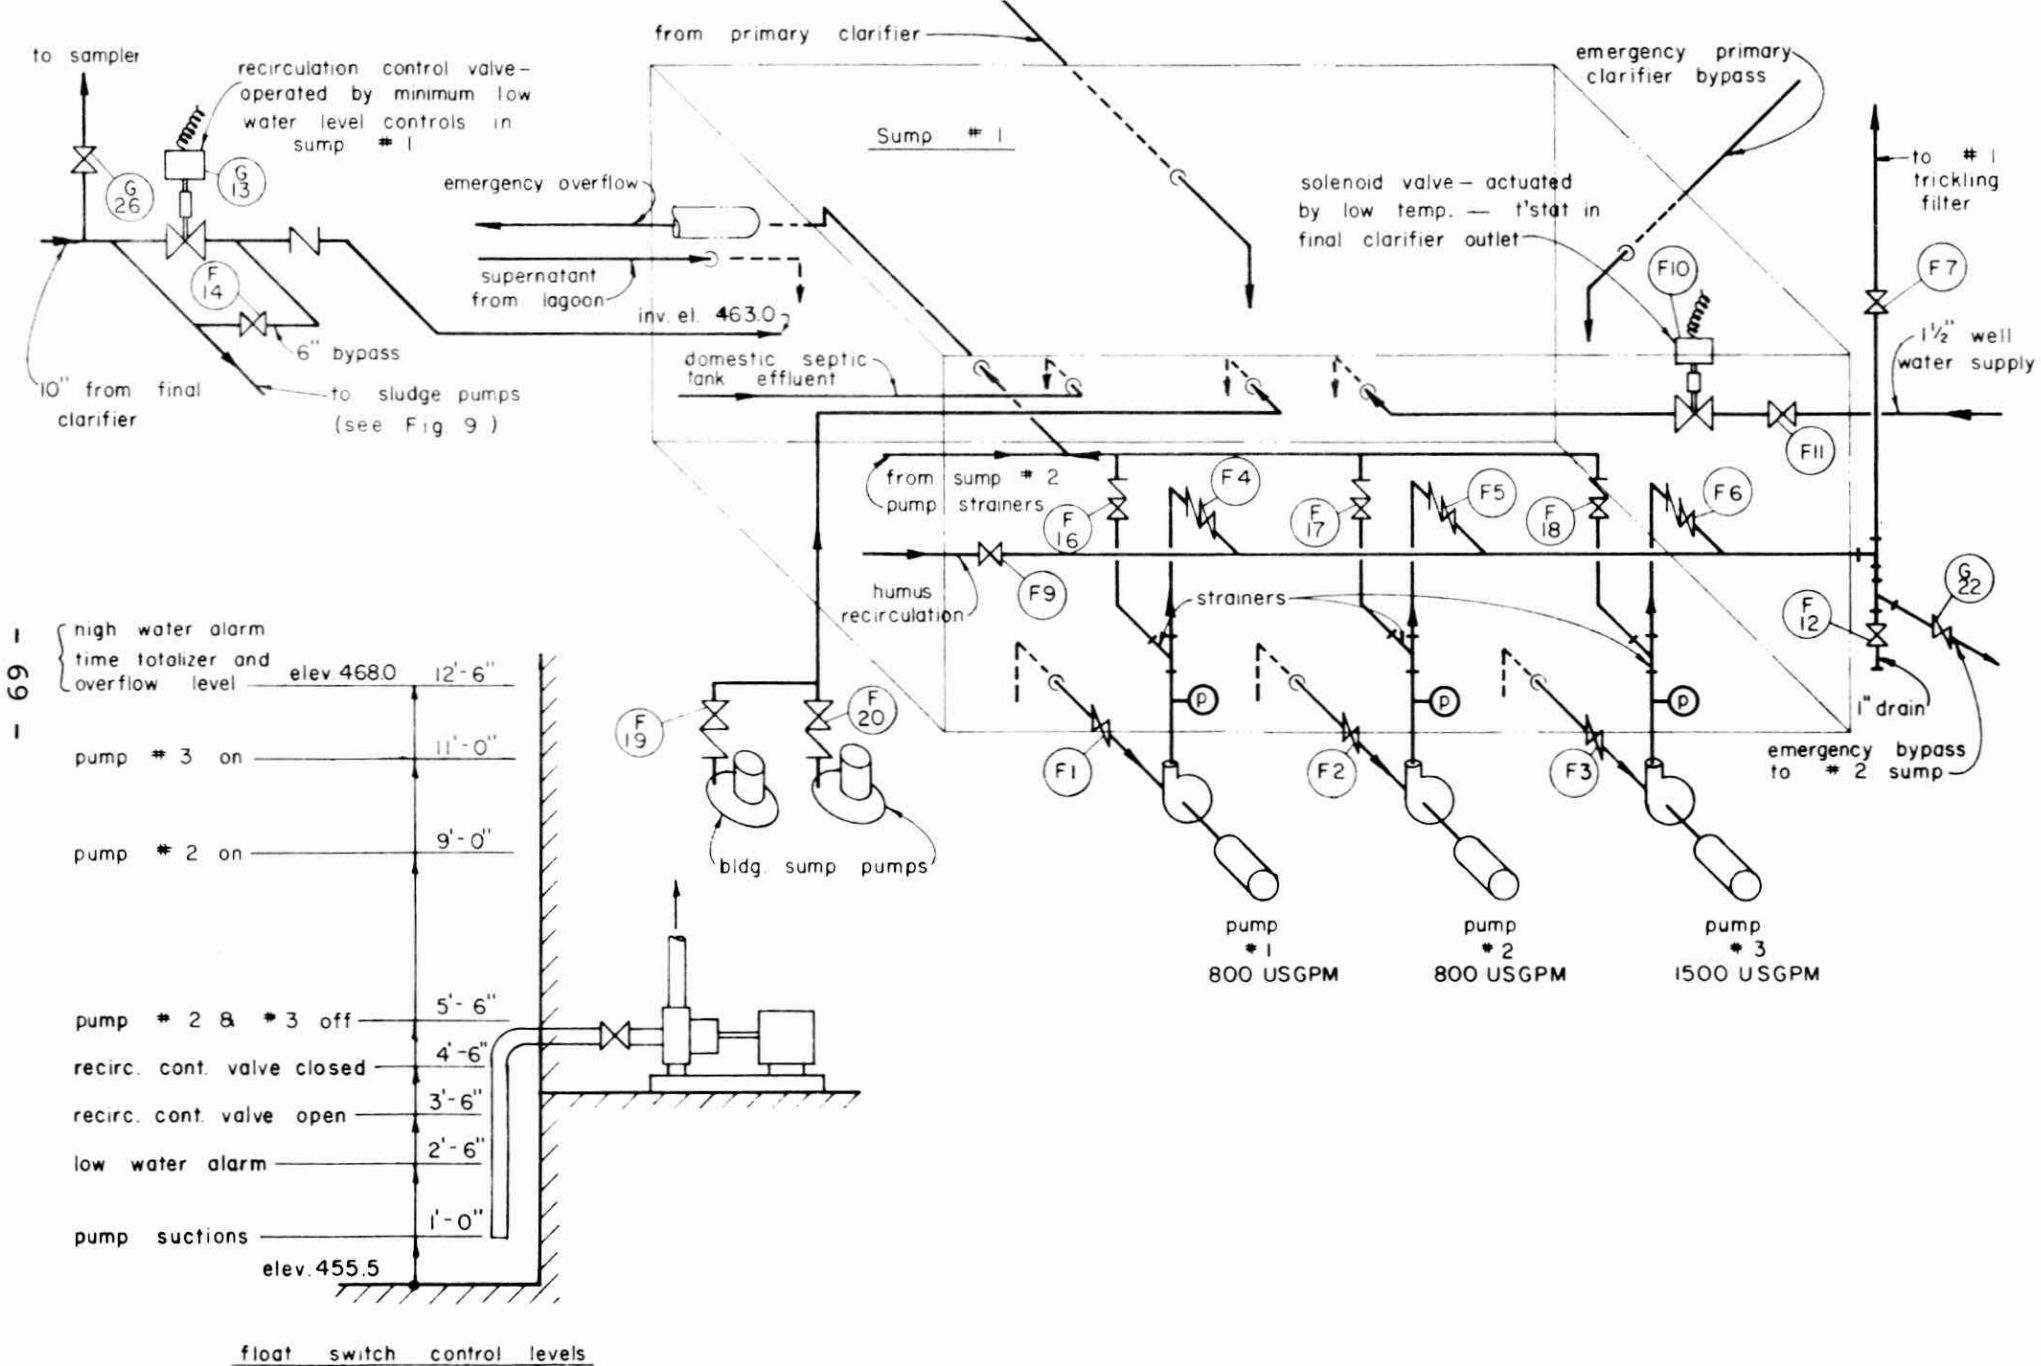 to sampler
recirculation control valve-
operated by minimum low
water level controls in
sump # 1
G
26
G
13
F
14
6" bypass
10" from final
clarifier
to sludge pumps
(see Fig. 9)
from primary clarifier
emergency primary
clarifier bypass
Sump # 1
emergency overflow
supernatant
from lagoon
inv. el. 463.0
domestic septic
tank effluent
solenoid valve - actuated
by low temp. - t'stat in
final clarifier outlet
F10
to # 1
trickling
filter
F7
1½" well
water supply
F11
from sump # 2
pump strainers
F
16
F4
F
17
F5
F
18
F6
humus
recirculation
F9
strainers
F
12
G
22
1" drain
emergency bypass
to # 2 sump
F
19
F
20
bldg. sump pumps
P
P
P
F1
F2
F3
pump
# 1
800 USGPM
pump
# 2
800 USGPM
pump
# 3
1500 USGPM
- 69 -
high water alarm
time totalizer and
overflow level
elev. 468.0
12'-6"
pump # 3 on
11'-0"
pump # 2 on
9'-0"
pump # 2 & # 3 off
5'-6"
recirc. cont. valve closed
4'-6"
recirc. cont. valve open
3'-6"
low water alarm
2'-6"
pump suctions
1'-0"
elev. 455.5
float switch control levels